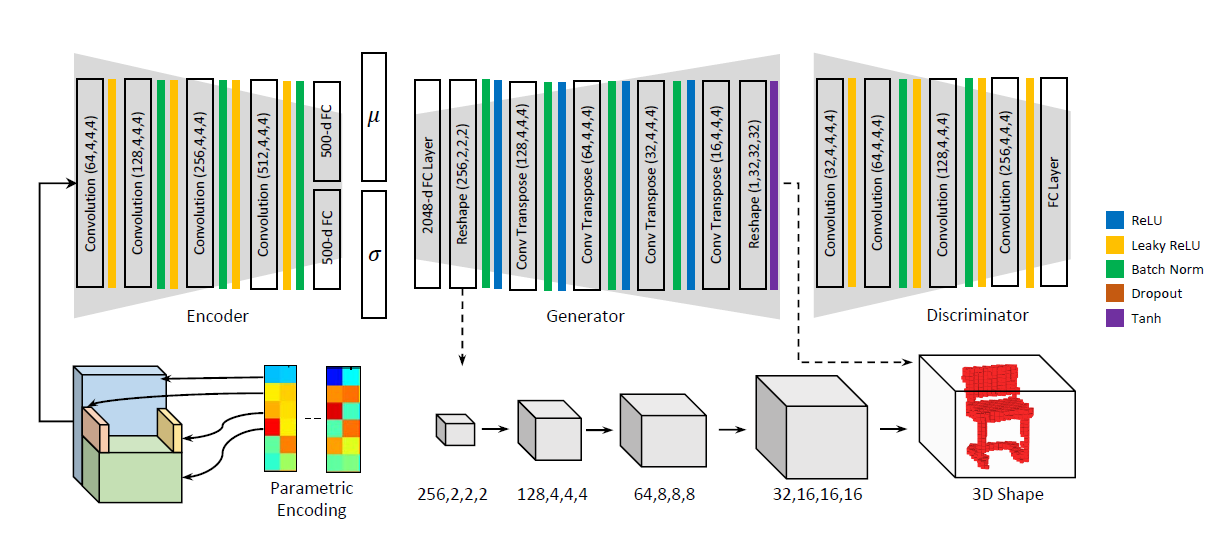 Convolution (64,4,4,4)
Convolution (128,4,4,4)
Convolution (256,4,4,4)
Convolution (512,4,4,4)
500-d FC
500-d FC
μ
σ
Encoder
2048-d FC Layer
Reshape (256,2,2,2)
Conv Transpose (128,4,4,4)
Conv Transpose (64,4,4,4)
Conv Transpose (32,4,4,4)
Conv Transpose (16,4,4,4)
Reshape (1,32,32,32)
Generator
Convolution (32,4,4,4,4)
Convolution (64,4,4,4)
Convolution (128,4,4,4)
Convolution (256,4,4,4)
FC Layer
Discriminator
ReLU
Leaky ReLU
Batch Norm
Dropout
Tanh
Parametric
Encoding
256,2,2,2
128,4,4,4
64,8,8,8
32,16,16,16
3D Shape